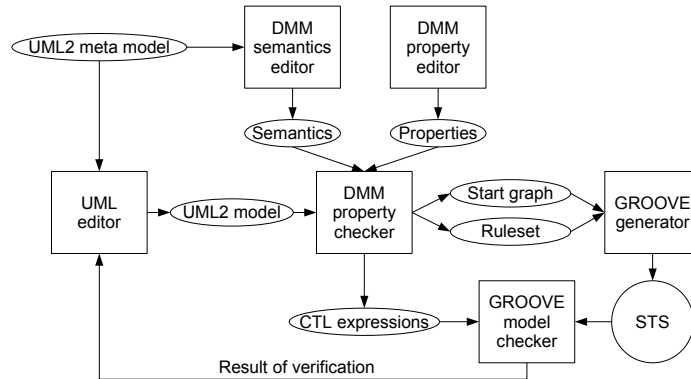 UML2 meta model
DMM
semantics
editor
DMM
property
editor
Semantics
Properties
UML
editor
UML2 model
DMM
property
checker
Start graph
Ruleset
GROOVE
generator
CTL expressions
GROOVE
model
checker
STS
Result of verification